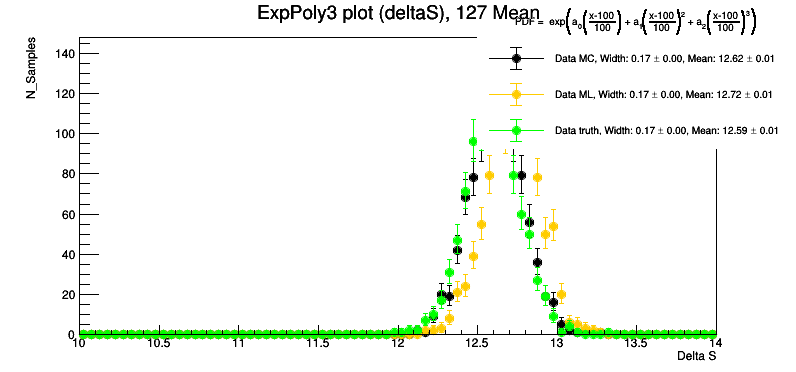 ExpPoly3 plot (deltaS), 127 Mean
PDF = exp(a₀(x-100/100) + a₁(x-100/100)² + a₂(x-100/100)³)
Data MC, Width: 0.17 ± 0.00, Mean: 12.62 ± 0.01
Data ML, Width: 0.17 ± 0.00, Mean: 12.72 ± 0.01
Data truth, Width: 0.17 ± 0.00, Mean: 12.59 ± 0.01
N_Samples
140
120
100
80
60
40
20
0
10 10.5 11 11.5 12 12.5 13 13.5 14
Delta S